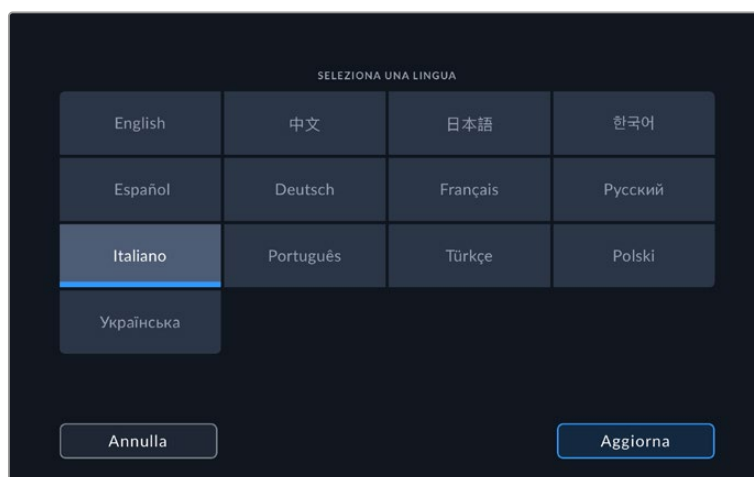 SELEZIONA UNA LINGUA
English 中文 日本語 한국어
Español Deutsch Français Русский
Italiano Português Türkçe Polski
Українська
Annulla Aggiorna